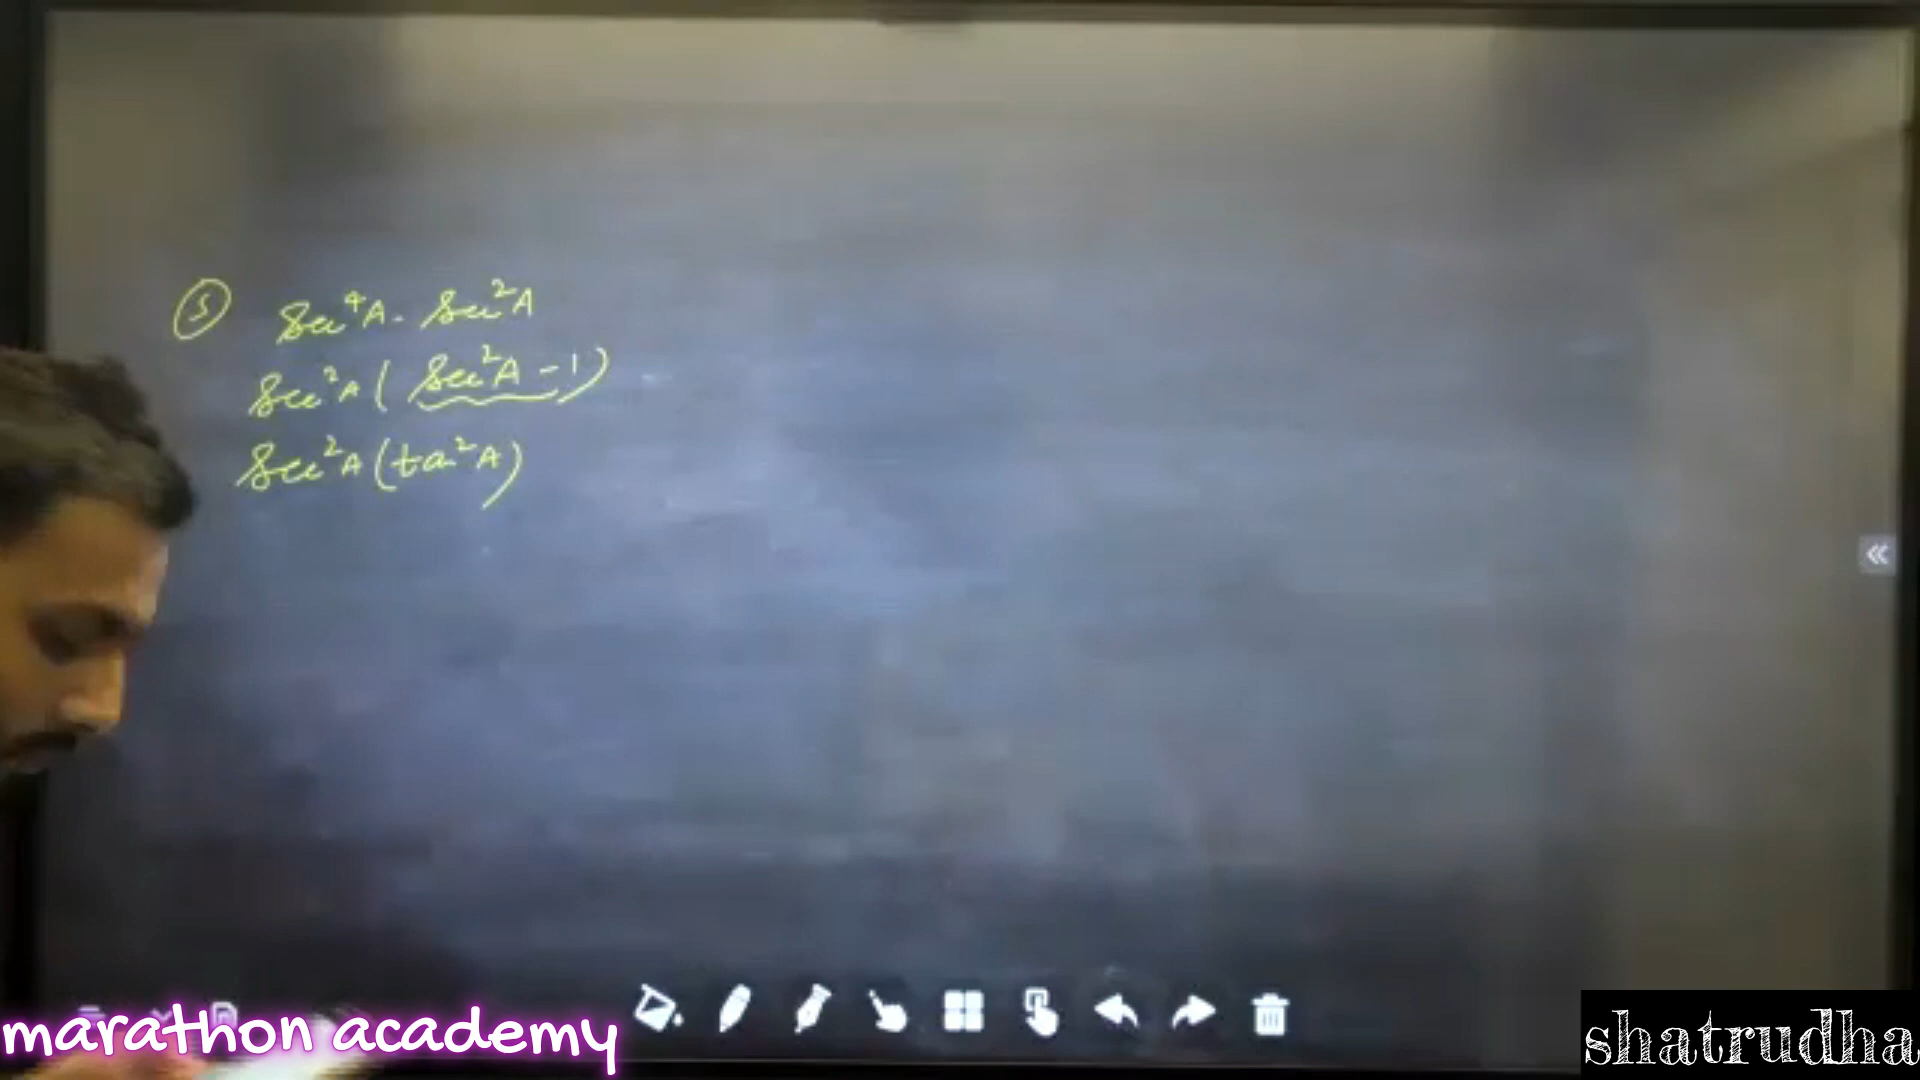 ⑤ sec⁴A - sec²A
sec²A ( sec²A - 1 )
sec²A (tan²A)
marathon academy
shatrudha